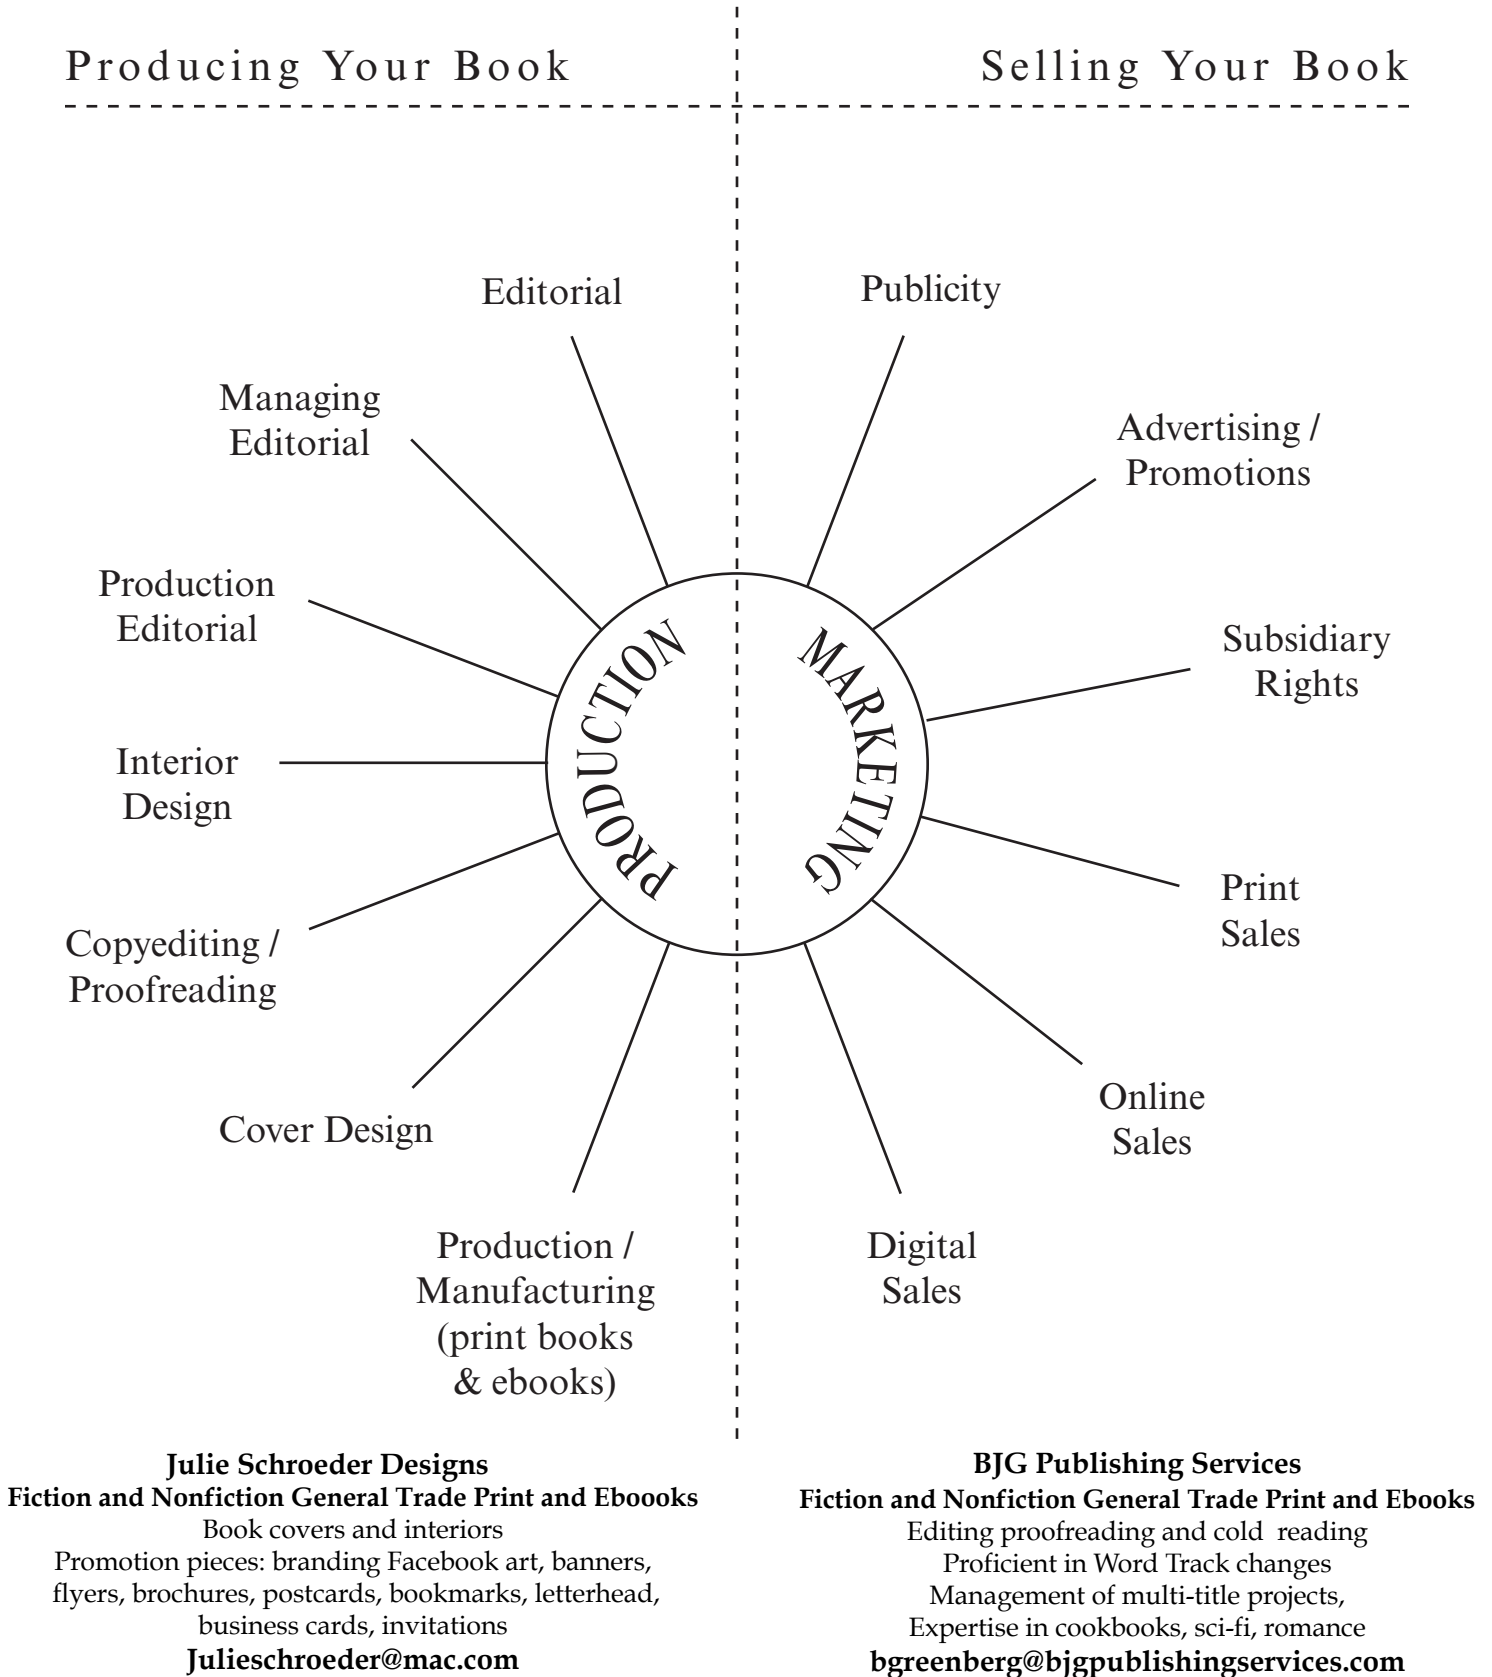 Producing Your Book
Selling Your Book
Editorial
Managing
Editorial
Production
Editorial
Interior
Design
Copyediting /
Proofreading
Cover Design
Production /
Manufacturing
(print books
& ebooks)
PRODUCTION
MARKETING
Publicity
Advertising /
Promotions
Subsidiary
Rights
Print
Sales
Online
Sales
Digital
Sales
Julie Schroeder Designs
Fiction and Nonfiction General Trade Print and Eboooks
Book covers and interiors
Promotion pieces: branding Facebook art, banners,
flyers, brochures, postcards, bookmarks, letterhead,
business cards, invitations
Julieschroeder@mac.com
BJG Publishing Services
Fiction and Nonfiction General Trade Print and Ebooks
Editing proofreading and cold  reading
Proficient in Word Track changes
Management of multi-title projects,
Expertise in cookbooks, sci-fi, romance
bgreenberg@bjgpublishingservices.com